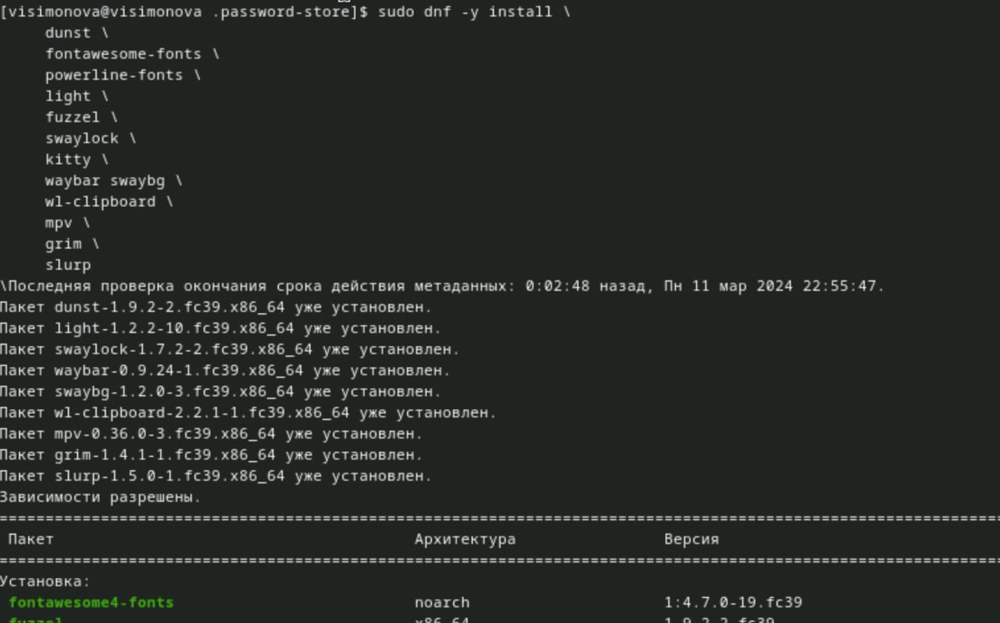 [visimonova@visimonova .password-store]$ sudo dnf -y install \
dunst \
fontawesome-fonts \
powerline-fonts \
light \
fuzzel \
swaylock \
kitty \
waybar swaybg \
wl-clipboard \
mpv \
grim \
slurp
\Последняя проверка окончания срока действия метаданных: 0:02:48 назад, Пн 11 мар 2024 22:55:47.
Пакет dunst-1.9.2-2.fc39.x86_64 уже установлен.
Пакет light-1.2.2-10.fc39.x86_64 уже установлен.
Пакет swaylock-1.7.2-2.fc39.x86_64 уже установлен.
Пакет waybar-0.9.24-1.fc39.x86_64 уже установлен.
Пакет swaybg-1.2.0-3.fc39.x86_64 уже установлен.
Пакет wl-clipboard-2.2.1-1.fc39.x86_64 уже установлен.
Пакет mpv-0.36.0-3.fc39.x86_64 уже установлен.
Пакет grim-1.4.1-1.fc39.x86_64 уже установлен.
Пакет slurp-1.5.0-1.fc39.x86_64 уже установлен.
Зависимости разрешены.
Пакет Архитектура Версия
Установка:
fontawesome4-fonts noarch 1:4.7.0-19.fc39
fuzzel x86_64 1.9.2-2.fc39